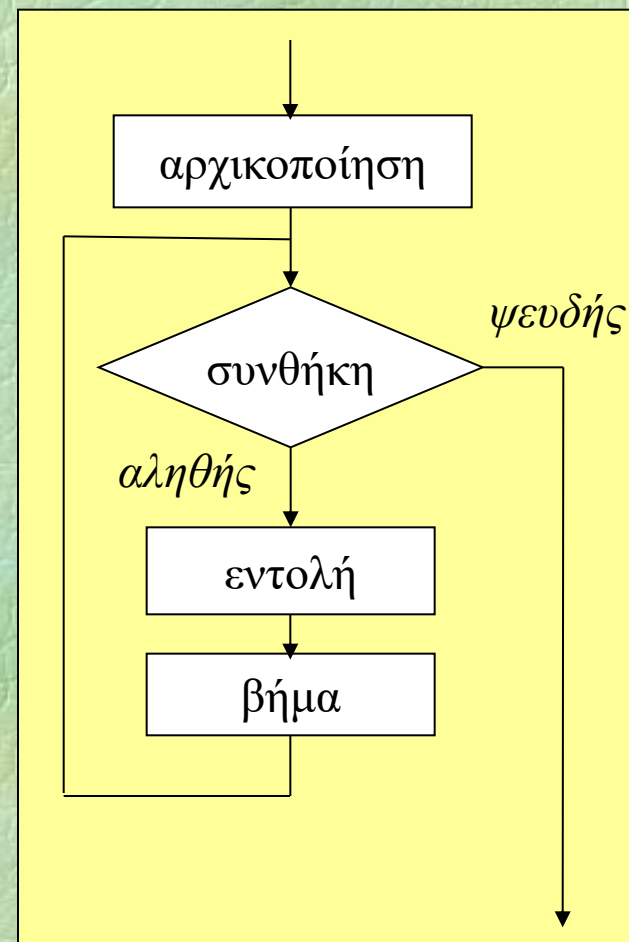 αρχικοποίηση
ψευδής
συνθήκη
αληθής
εντολή
βήμα